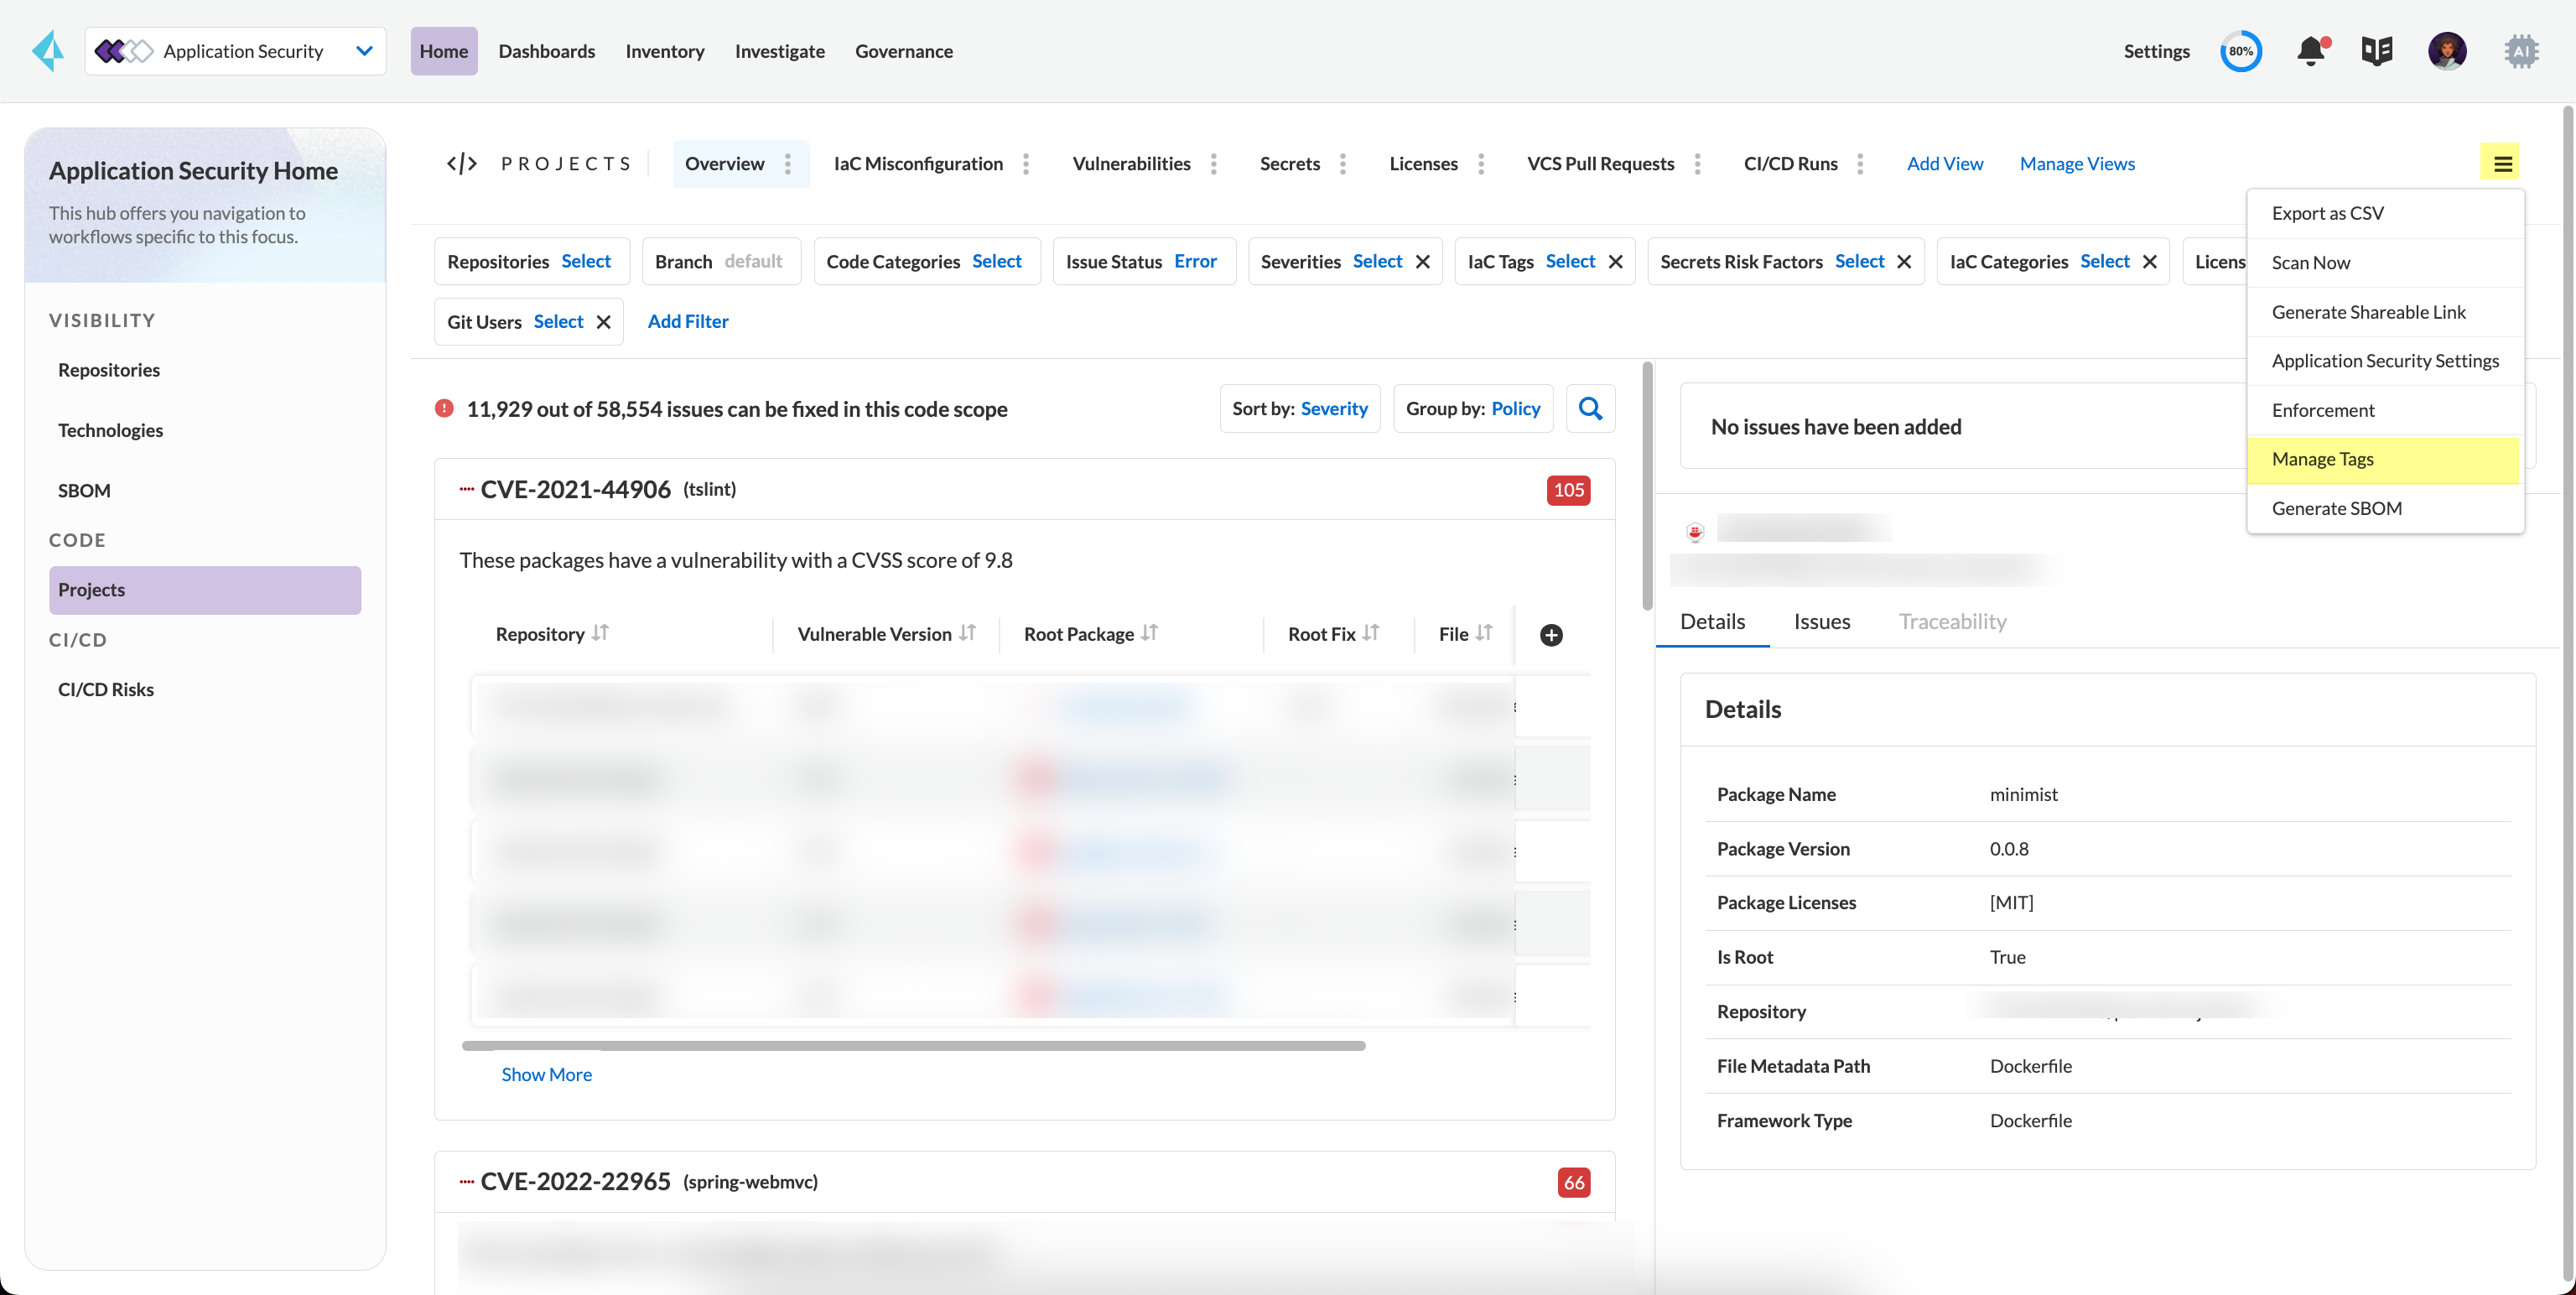 Application Security
Home
Dashboards
Inventory
Investigate
Governance
Settings
80%
AI
Application Security Home
This hub offers you navigation to
workflows specific to this focus.
VISIBILITY
Repositories
Technologies
SBOM
CODE
Projects
CI/CD
CI/CD Risks
</> PROJECTS
Overview
IaC Misconfiguration
Vulnerabilities
Secrets
Licenses
VCS Pull Requests
CI/CD Runs
Add View
Manage Views
Export as CSV
Scan Now
Generate Shareable Link
Application Security Settings
Enforcement
Manage Tags
Generate SBOM
Repositories Select
Branch default
Code Categories Select
Issue Status Error
Severities Select
IaC Tags Select
Secrets Risk Factors Select
IaC Categories Select
Licens
Git Users Select
Add Filter
11,929 out of 58,554 issues can be fixed in this code scope
Sort by: Severity
Group by: Policy
CVE-2021-44906 (tslint)
105
These packages have a vulnerability with a CVSS score of 9.8
Repository
Vulnerable Version
Root Package
Root Fix
File
Show More
CVE-2022-22965 (spring-webmvc)
66
No issues have been added
Details
Issues
Traceability
Details
Package Name minimist
Package Version 0.0.8
Package Licenses [MIT]
Is Root True
Repository
File Metadata Path Dockerfile
Framework Type Dockerfile